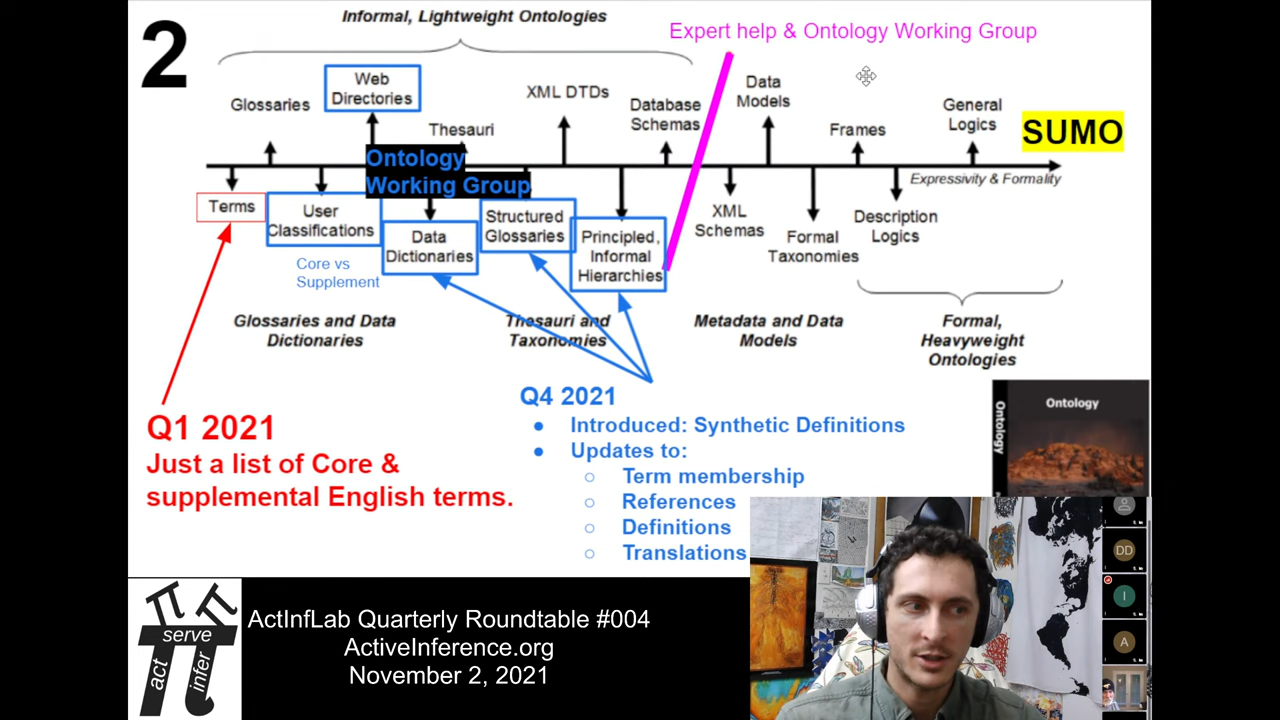 2
Informal, Lightweight Ontologies
Expert help & Ontology Working Group
Glossaries
Web
Directories
Thesauri
XML DTDs
Database
Schemas
Data
Models
Frames
General
Logics
SUMO
Ontology
Working Group
Expressivity & Formality
Terms
User
Classifications
Data
Dictionaries
Structured
Glossaries
Principled,
Informal
Hierarchies
XML
Schemas
Formal
Taxonomies
Description
Logics
Core vs
Supplement
Glossaries and Data
Dictionaries
Thesauri and
Taxonomies
Metadata and Data
Models
Formal,
Heavyweight
Ontologies
Q1 2021
Just a list of Core &
supplemental English terms.
Q4 2021
● Introduced: Synthetic Definitions
● Updates to:
○ Term membership
○ References
○ Definitions
○ Translations
Ontology
Ontology
DD
I
A
act
serve
infer
ActInfLab Quarterly Roundtable #004
ActiveInference.org
November 2, 2021